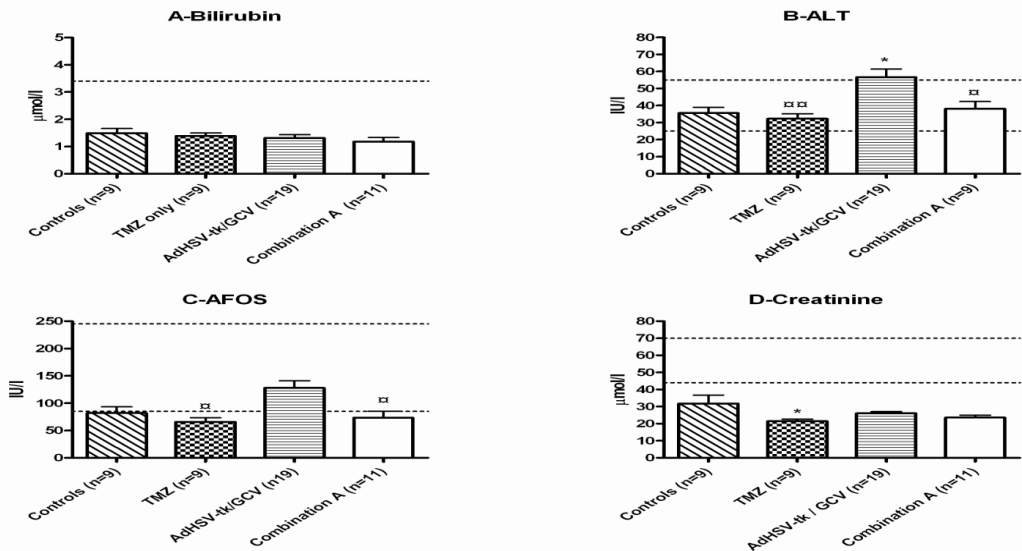 A-Bilirubin
5
4
3
2
1
0
µmol/l
Controls (n=9)
TMZ only (n=9)
AdHSV-tk/GCV (n=19)
Combination A (n=11)
B-ALT
80
70
60
50
40
30
20
10
0
IU/l
¤¤
*
¤
Controls (n=9)
TMZ (n=9)
AdHSV-tk/GCV (n=19)
Combination A (n=9)
C-AFOS
250
200
150
100
50
0
IU/l
¤
¤
Controls (n=9)
TMZ (n=9)
AdHSV-tk/GCV (n19)
Combination A (n=11)
D-Creatinine
80
70
60
50
40
30
20
10
0
µmol/l
*
Controls (n=9)
TMZ (n=9)
AdHSV-tk / GCV (n=19)
Combination A (n=11)